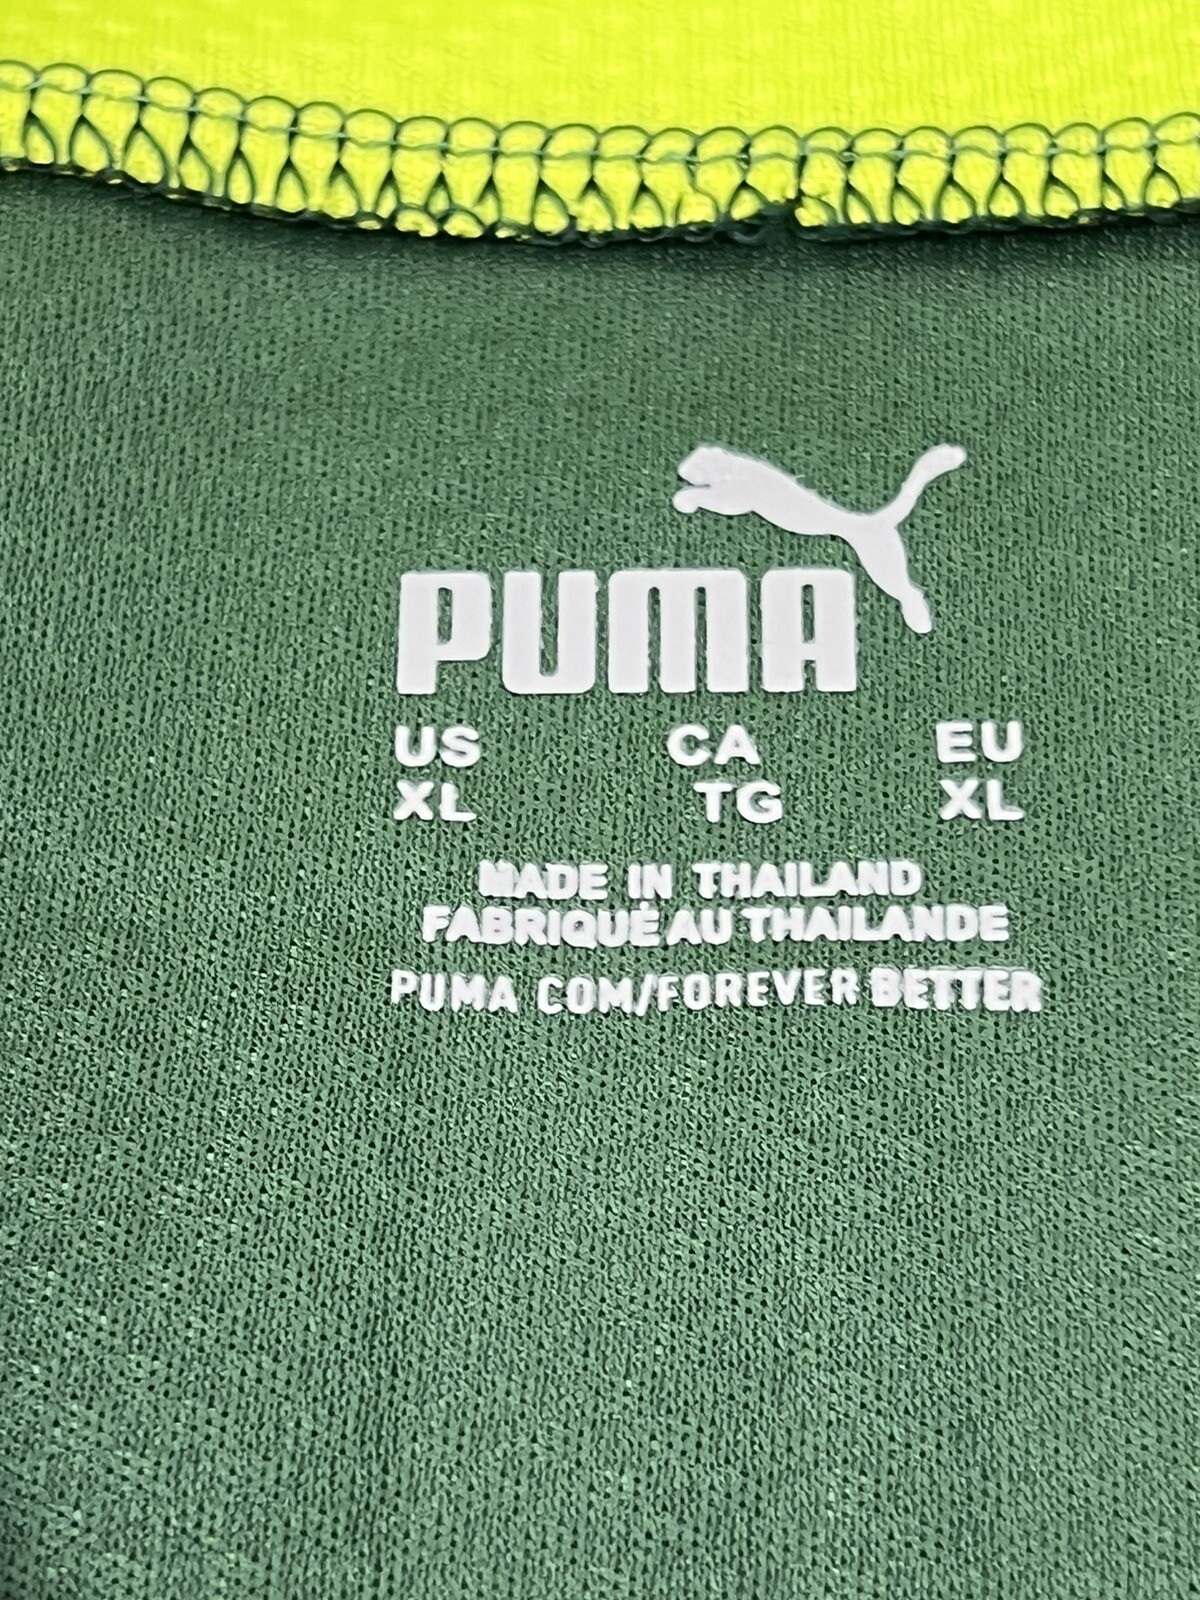 PUMA
US CA EU
XL TG XL
MADE IN THAILAND
FABRIQUÉ AU THAILANDE
PUMA COM/FOREVER BETTER